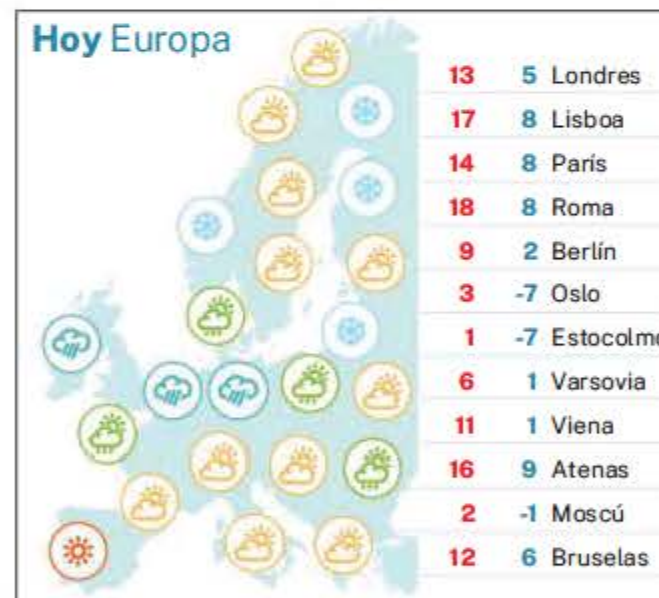 Hoy Europa
13 5 Londres
17 8 Lisboa
14 8 París
18 8 Roma
9 2 Berlín
3 -7 Oslo
1 -7 Estocolmo
6 1 Varsovia
11 1 Viena
16 9 Atenas
2 -1 Moscú
12 6 Bruselas